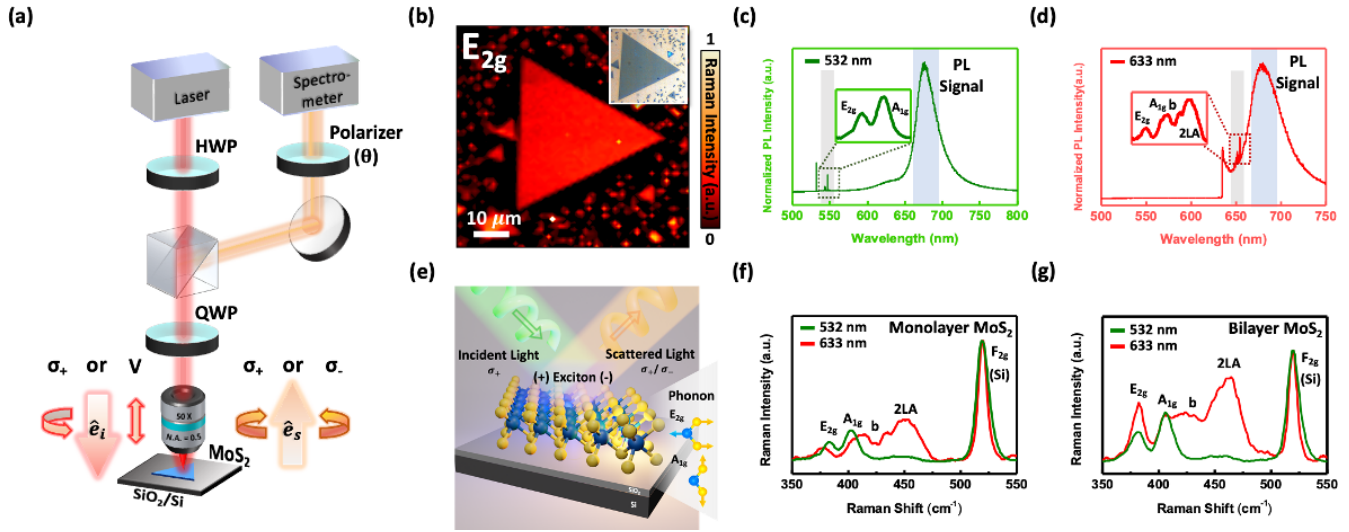 (a)
Laser
Spectro-
meter
HWP
Polarizer
(θ)
QWP
σ+ or V
σ+ or σ-
êi
ês
50 X
N.A. = 0.5
MoS2
SiO2/Si
(b)
E2g
10 μm
1
Raman Intensity (a.u.)
0
(c)
532 nm
PL
Signal
E2g
A1g
Normalized PL Intensity (a.u.)
500 550 600 650 700 750 800
Wavelength (nm)
(d)
633 nm
PL
Signal
E2g
A1g b
2LA
Normalized PL Intensity(a.u.)
500 550 600 650 700 750
Wavelength (nm)
(e)
Incident Light
σ+
Scattered Light
σ+/ σ-
(+) Exciton (-)
Phonon
E2g
A1g
SiO2
Si
(f)
532 nm
633 nm
Monolayer MoS2
F2g
(Si)
E2g
A1g
b
2LA
Raman Intensity (a.u.)
350 400 450 500 550
Raman Shift (cm-1)
(g)
532 nm
633 nm
Bilayer MoS2
F2g
(Si)
E2g
A1g
b
2LA
Raman Intensity (a.u.)
350 400 450 500 550
Raman Shift (cm-1)